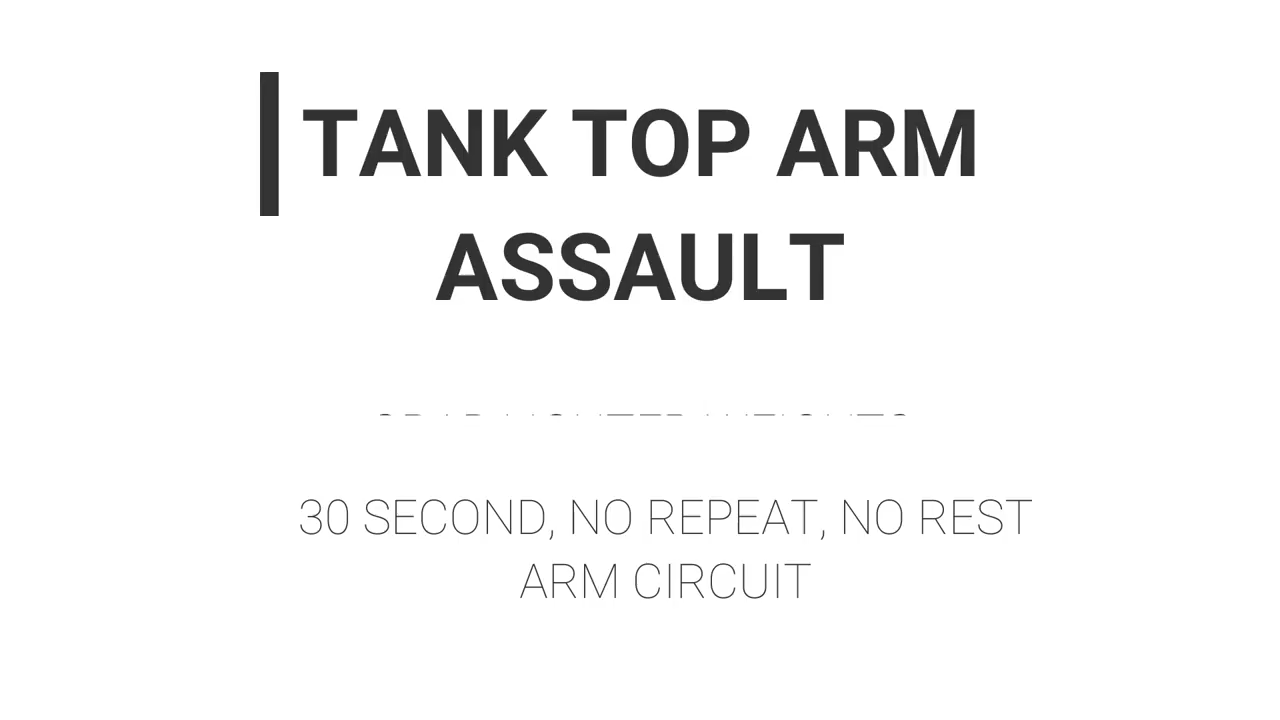 TANK TOP ARM
ASSAULT
30 SECOND, NO REPEAT, NO REST
ARM CIRCUIT